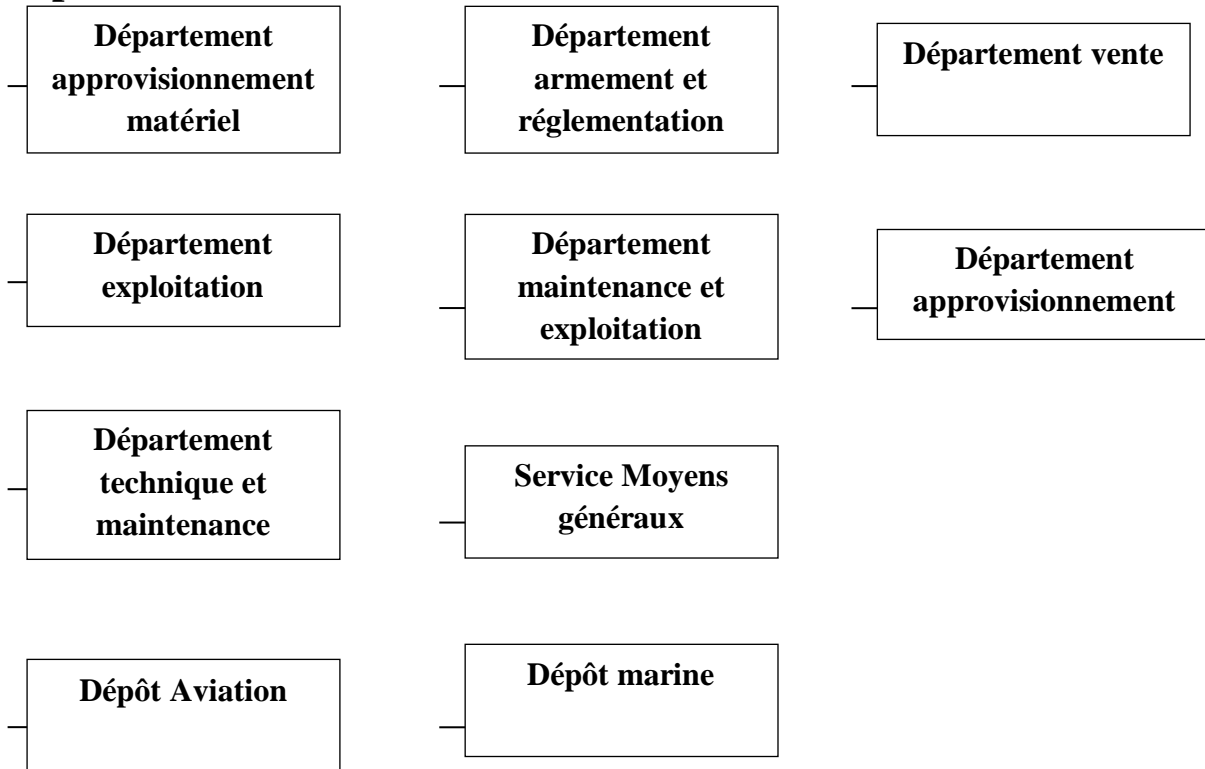 Département
approvisionnement
matériel
Département
armement et
réglementation
Département vente
Département
exploitation
Département
maintenance et
exploitation
Département
approvisionnement
Département
technique et
maintenance
Service Moyens
généraux
Dépôt Aviation
Dépôt marine